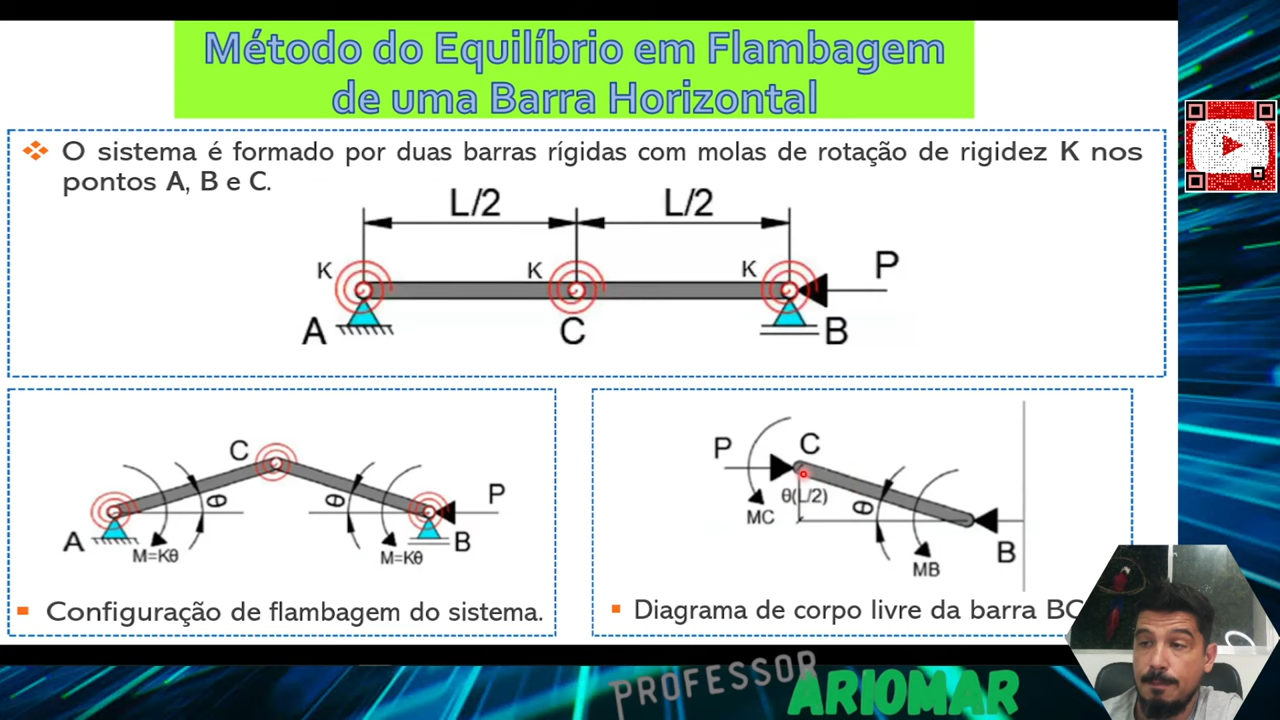 Método do Equilíbrio em Flambagem
de uma Barra Horizontal
O sistema é formado por duas barras rígidas com molas de rotação de rigidez K nos
pontos A, B e C.
L/2 L/2
K K K P
A C B
C
θ θ P
A B
M=Kθ M=Kθ
Configuração de flambagem do sistema.
P C
θ(L/2) θ
MC
B
MB
Diagrama de corpo livre da barra BC
PROFESSOR
ARIOMAR